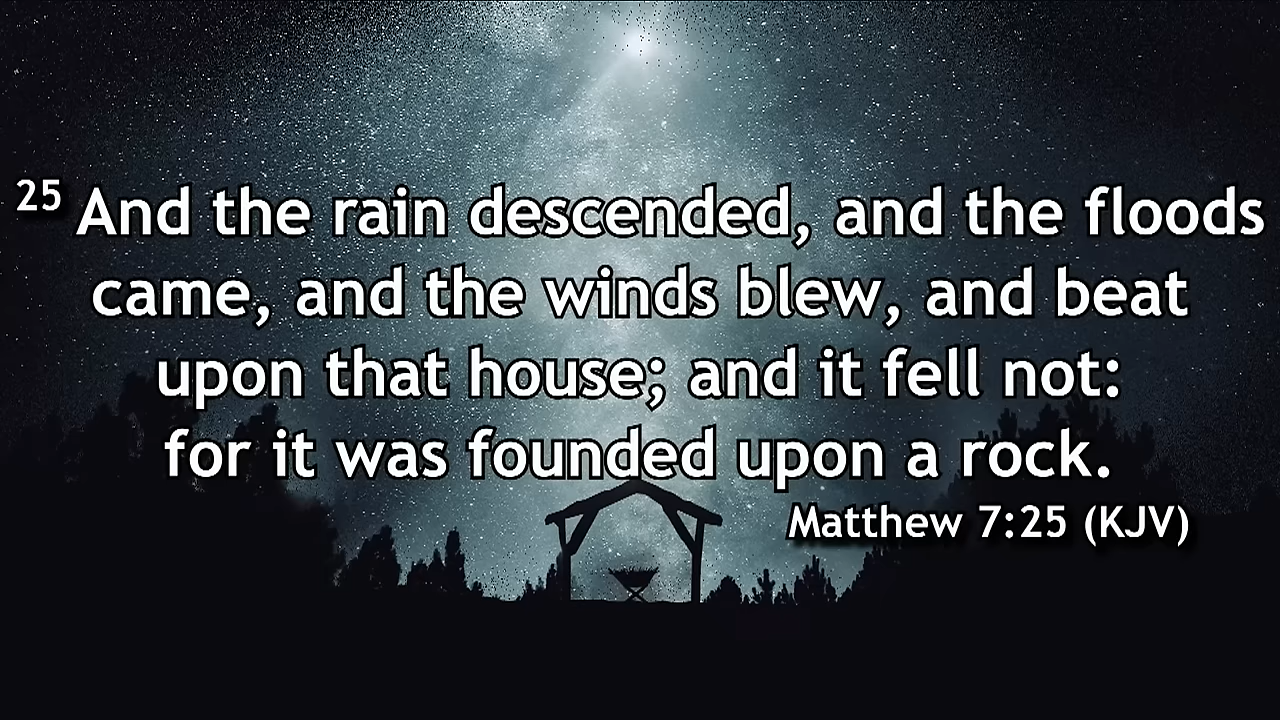 25 And the rain descended, and the floods
came, and the winds blew, and beat
upon that house; and it fell not:
for it was founded upon a rock.
Matthew 7:25 (KJV)